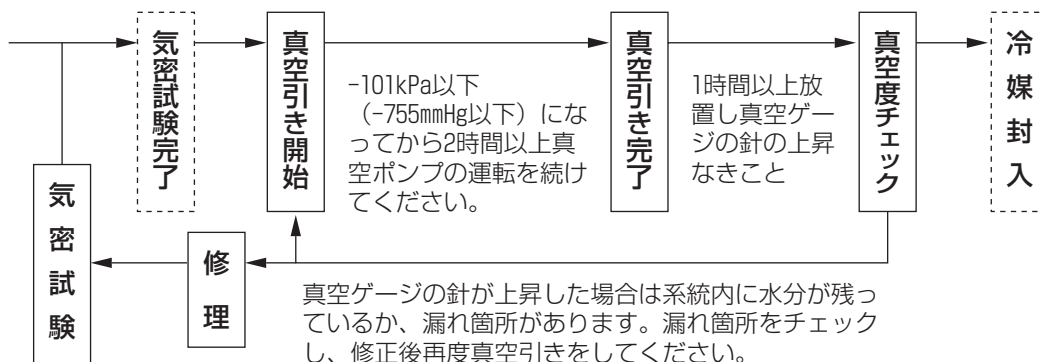 気密試験完了
真空引き開始
-101kPa以下
（-755mmHg以下）にな
ってから2時間以上真
空ポンプの運転を続け
てください。
真空引き完了
1時間以上放
置し真空ゲー
ジの針の上昇
なきこと
真空度チェック
冷媒封入
気密試験
修理
真空ゲージの針が上昇した場合は系統内に水分が残っ
ているか、漏れ箇所があります。漏れ箇所をチェック
し、修正後再度真空引きをしてください。